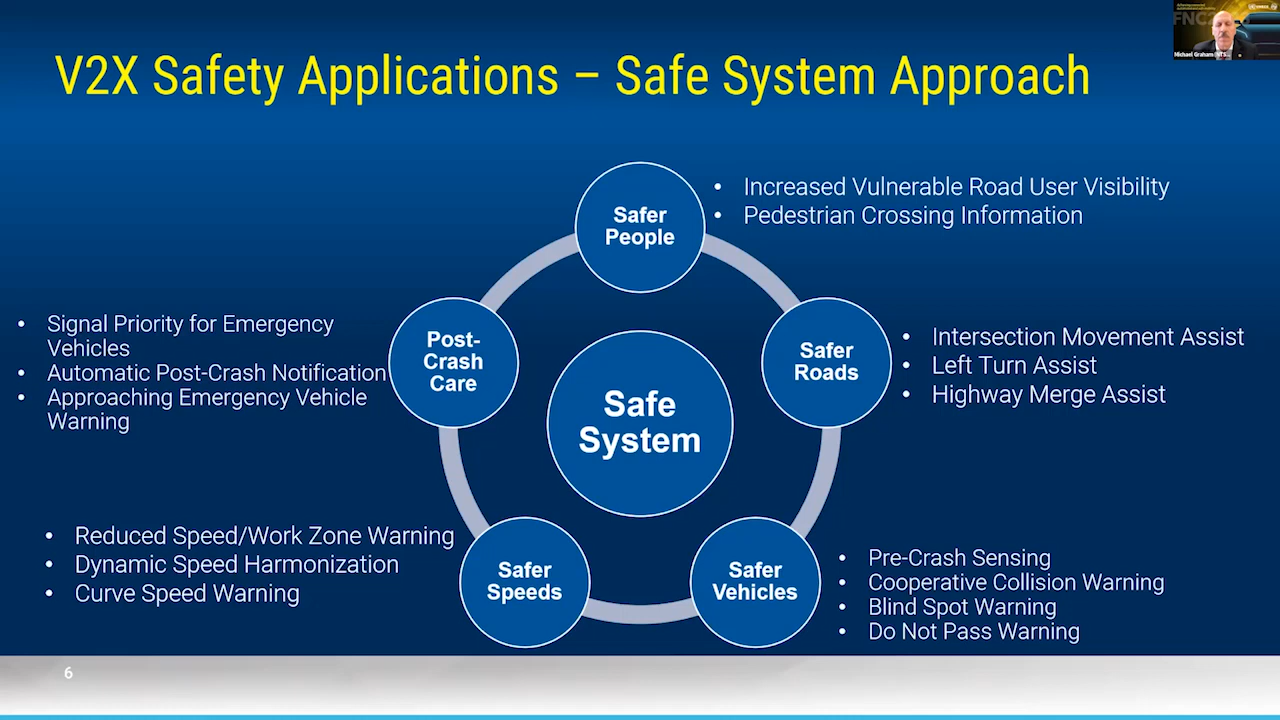 V2X Safety Applications – Safe System Approach
Safer
People
• Increased Vulnerable Road User Visibility
• Pedestrian Crossing Information
Safer
Roads
• Intersection Movement Assist
• Left Turn Assist
• Highway Merge Assist
Safer
Vehicles
• Pre-Crash Sensing
• Cooperative Collision Warning
• Blind Spot Warning
• Do Not Pass Warning
Safer
Speeds
• Reduced Speed/Work Zone Warning
• Dynamic Speed Harmonization
• Curve Speed Warning
Post-
Crash
Care
• Signal Priority for Emergency
Vehicles
• Automatic Post-Crash Notification
• Approaching Emergency Vehicle
Warning
Safe
System
6
Michael Graham